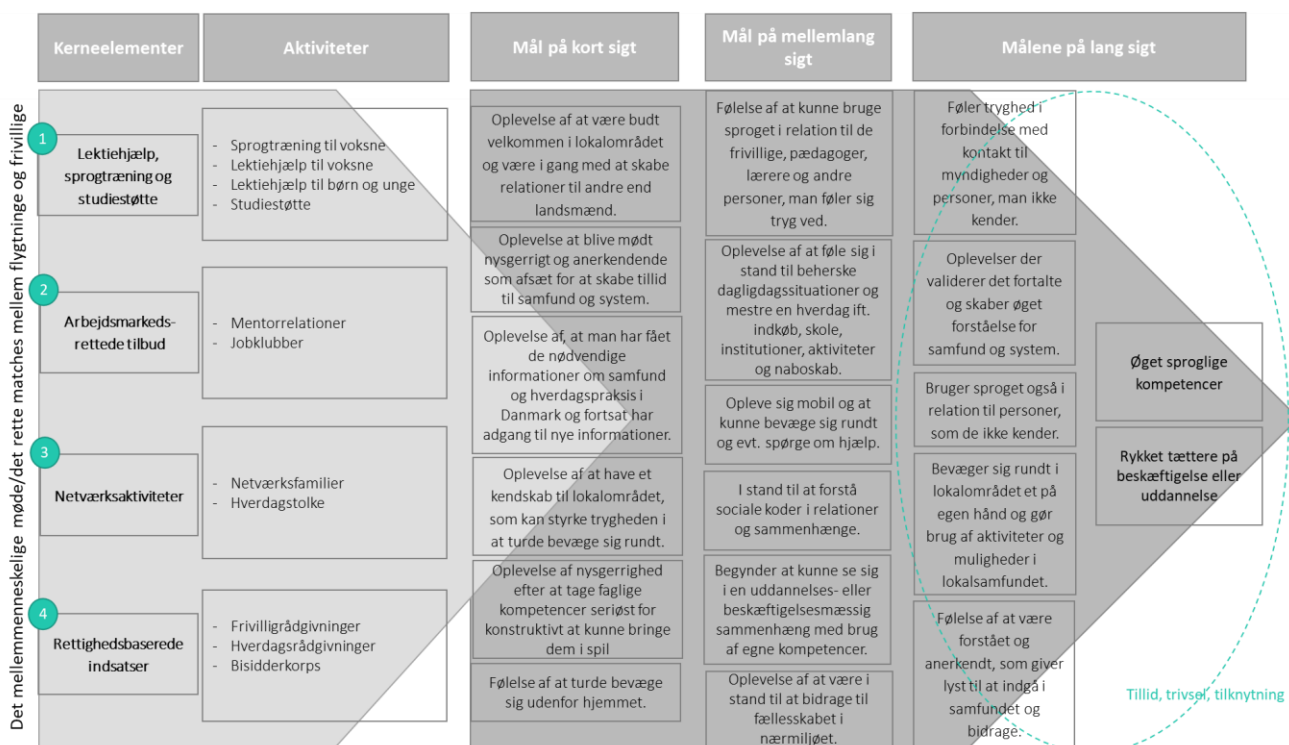 Kerneelementer
Aktiviteter
Mål på kort sigt
Mål på mellemlang
sigt
Målene på lang sigt
Det mellemmenneskelige møde/det rette matches mellem flygtninge og frivillige
1
Lektiehjælp,
sprogtræning og
studiestøtte
- Sprogtræning til voksne
- Lektiehjælp til voksne
- Lektiehjælp til børn og unge
- Studiestøtte
2
Arbejdsmarkeds-
rettede tilbud
- Mentorrelationer
- Jobklubber
3
Netværksaktiviteter
- Netværksfamilier
- Hverdagstolke
4
Rettighedsbaserede
indsatser
- Frivilligrådgivninger
- Hverdagsrådgivninger
- Bisidderkorps
Oplevelse af at være budt
velkommen i lokalområdet
og være i gang med at skabe
relationer til andre end
landsmænd.
Oplevelse at blive mødt
nysgerrigt og anerkendende
som afsæt for at skabe tillid
til samfund og system.
Oplevelse af, at man har fået
de nødvendige
informationer om samfund
og hverdagspraksis i
Danmark og fortsat har
adgang til nye informationer.
Oplevelse af at have et
kendskab til lokalområdet,
som kan styrke trygheden i
at turde bevæge sig rundt.
Oplevelse af nysgerrighed
efter at tage faglige
kompetencer seriøst for
konstruktivt at kunne bringe
dem i spil
Følelse af at turde bevæge
sig udenfor hjemmet.
Følelse af at kunne bruge
sproget i relation til de
frivillige, pædagoger,
lærere og andre
personer, man føler sig
tryg ved.
Oplevelse af at føle sig i
stand til beherske
dagligdagssituationer og
mestre en hverdag ift.
indkøb, skole,
institutioner, aktiviteter
og naboskab.
Opleve sig mobil og at
kunne bevæge sig rundt
og evt. spørge om hjælp.
I stand til at forstå
sociale koder i relationer
og sammenhænge.
Begynder at kunne se sig
i en uddannelses- eller
beskæftigelsesmæssig
sammenhæng med brug
af egne kompetencer.
Oplevelse af at være i
stand til at bidrage til
fællesskabet i
nærmiljøet.
Føler tryghed i
forbindelse med
kontakt til
myndigheder og
personer, man ikke
kender.
Oplevelser der
validerer det fortalte
og skaber øget
forståelse for
samfund og system.
Bruger sproget også i
relation til personer,
som de ikke kender.
Bevæger sig rundt i
lokalområdet et på
egen hånd og gør
brug af aktiviteter og
muligheder i
lokalsamfundet.
Følelse af at være
forstået og
anerkendt, som giver
lyst til at indgå i
samfundet og
bidrage.
Øget sproglige
kompetencer
Rykket tættere på
beskæftigelse eller
uddannelse
Tillid, trivsel, tilknytning